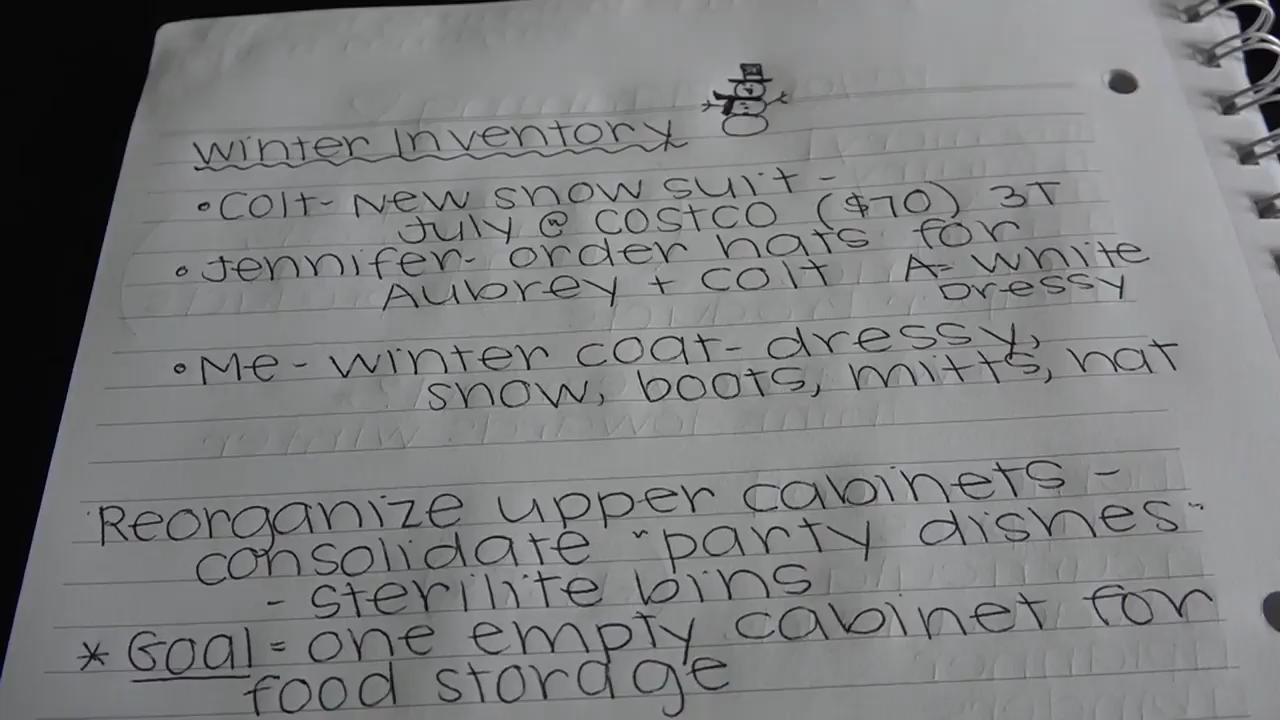 Winter Inventory
• Colt- New snow suit -
July @ Costco ($70) 3T
• Jennifer- order hats for
Aubrey + Colt A- White
Dressy
• Me - winter coat - dressy,
snow, boots, mitts, hat
Reorganize upper cabinets -
consolidate "party dishes"
- sterilite bins
* Goal = one empty cabinet for
food storage